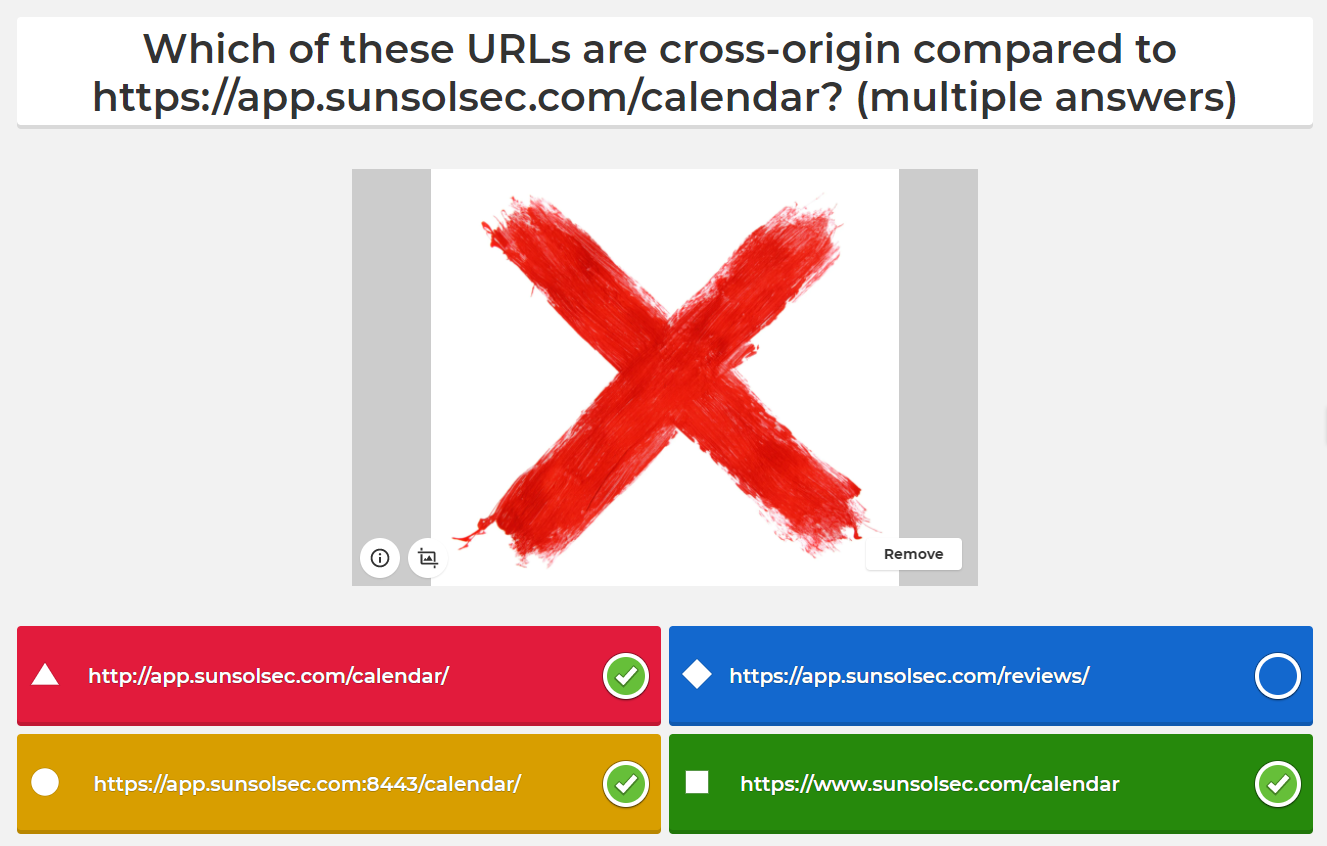 Which of these URLs are cross-origin compared to
https://app.sunsolsec.com/calendar? (multiple answers)
Remove
http://app.sunsolsec.com/calendar/
https://app.sunsolsec.com/reviews/
https://app.sunsolsec.com:8443/calendar/
https://www.sunsolsec.com/calendar